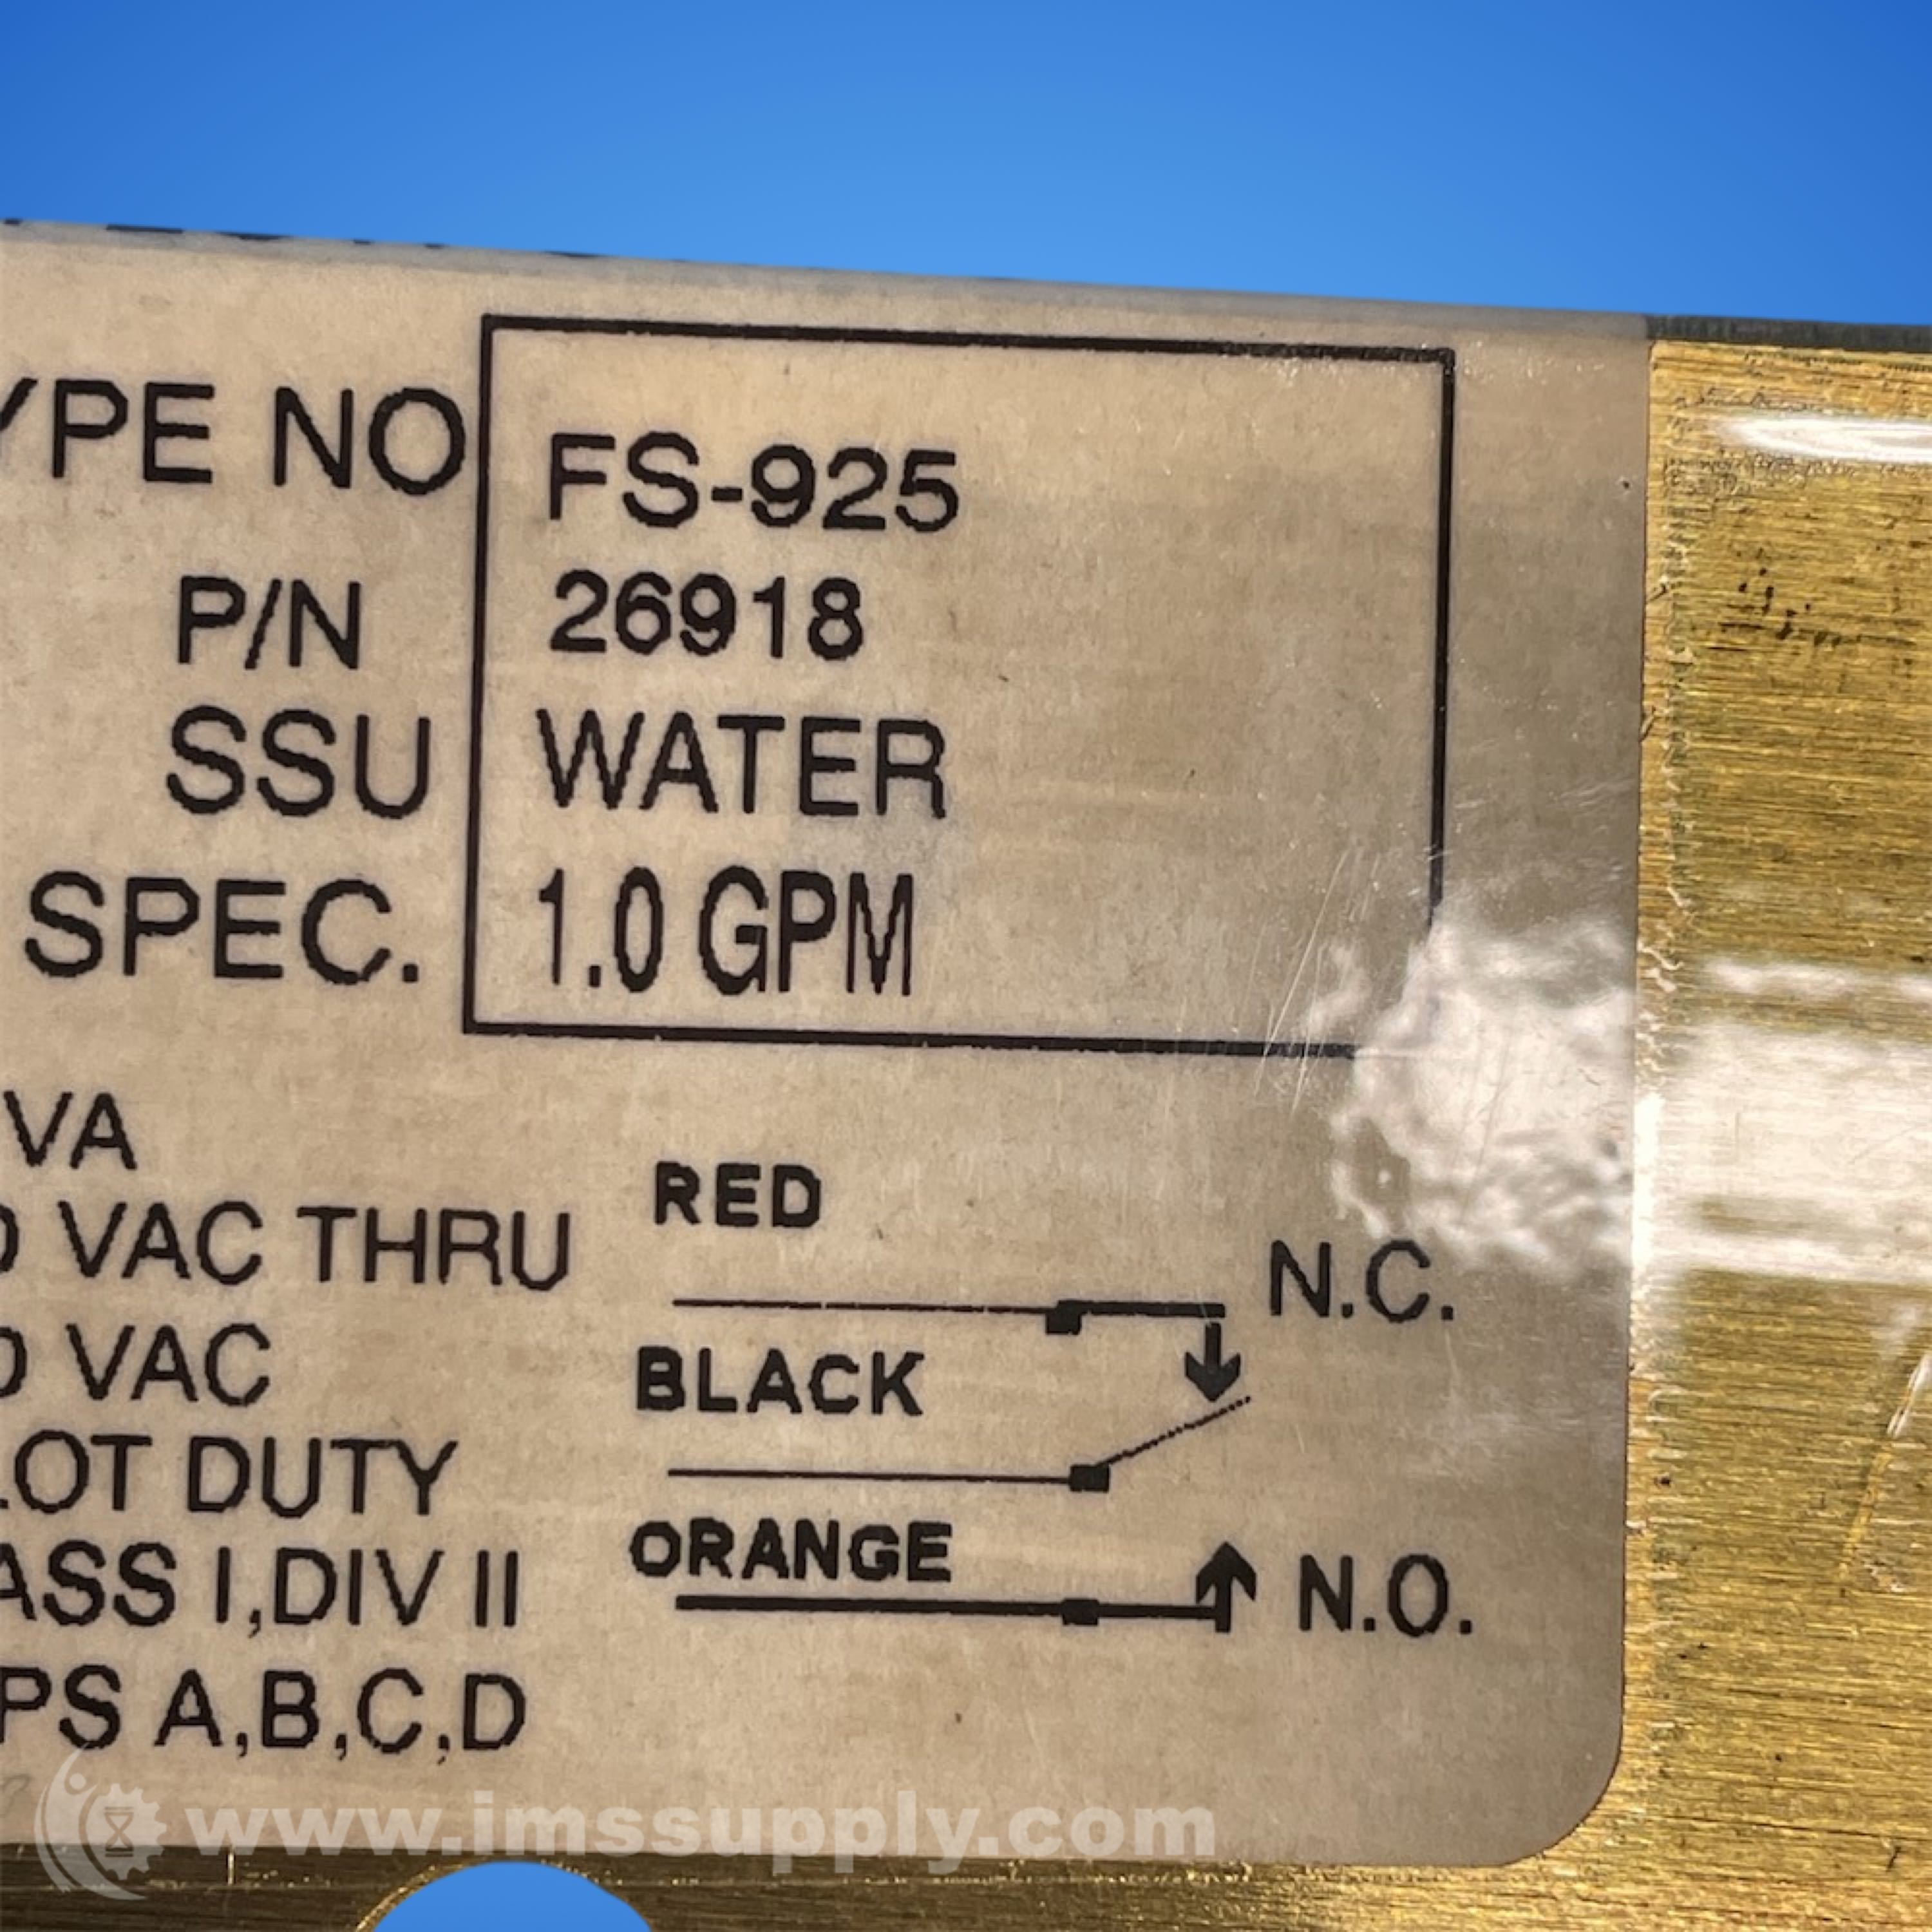 YPE NO FS-925
P/N 26918
SSU WATER
SPEC. 1.0 GPM
VA
VAC THRU
VAC
LOT DUTY
ASS I,DIV II
PS A,B,C,D
RED
N.C.
BLACK
ORANGE
N.O.
www.imssupply.com